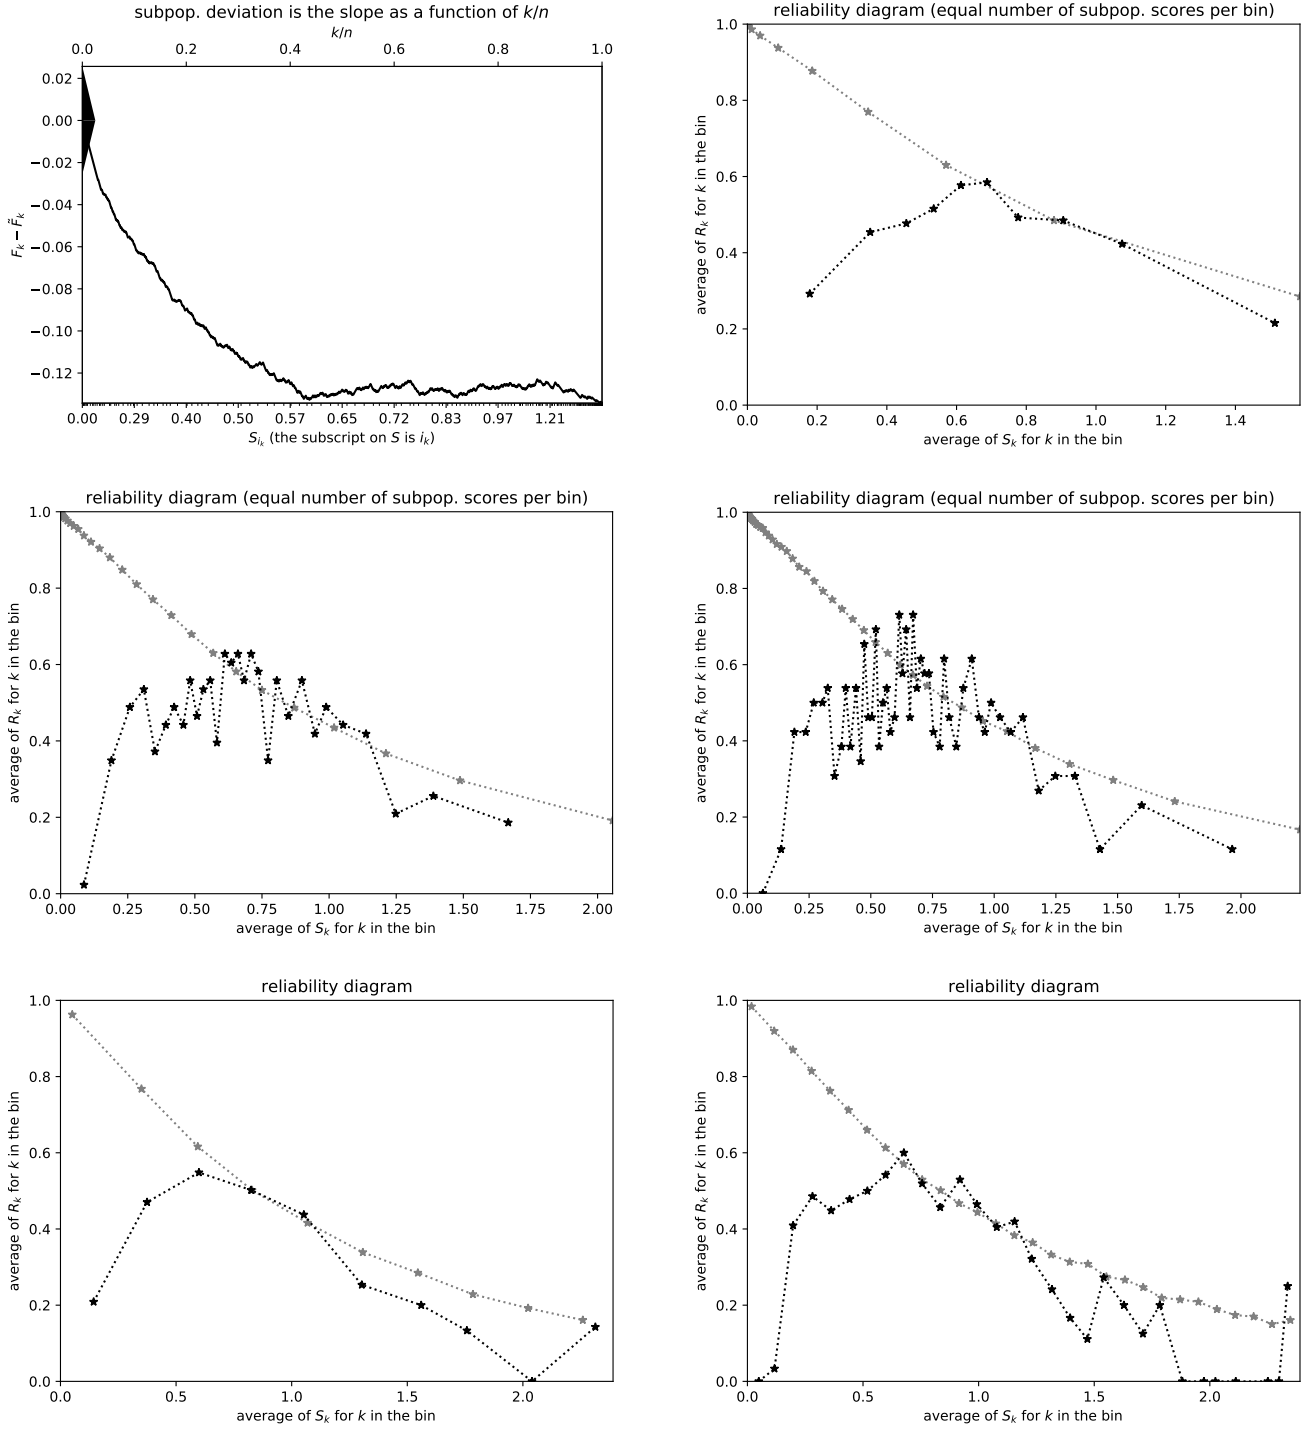 subpop. deviation is the slope as a function of k/n
k/n
0.0 0.2 0.4 0.6 0.8 1.0
0.02
0.00
−0.02
−0.04
−0.06
−0.08
−0.10
−0.12
F_k − F̃_k
0.00 0.29 0.40 0.50 0.57 0.65 0.72 0.83 0.97 1.21
S_{i_k} (the subscript on S is i_k)
reliability diagram (equal number of subpop. scores per bin)
1.0
0.8
0.6
0.4
0.2
0.0
average of R_k for k in the bin
0.0 0.2 0.4 0.6 0.8 1.0 1.2 1.4
average of S_k for k in the bin
reliability diagram (equal number of subpop. scores per bin)
1.0
0.8
0.6
0.4
0.2
0.0
average of R_k for k in the bin
0.00 0.25 0.50 0.75 1.00 1.25 1.50 1.75 2.00
average of S_k for k in the bin
reliability diagram (equal number of subpop. scores per bin)
1.0
0.8
0.6
0.4
0.2
0.0
average of R_k for k in the bin
0.00 0.25 0.50 0.75 1.00 1.25 1.50 1.75 2.00
average of S_k for k in the bin
reliability diagram
1.0
0.8
0.6
0.4
0.2
0.0
average of R_k for k in the bin
0.0 0.5 1.0 1.5 2.0
average of S_k for k in the bin
reliability diagram
1.0
0.8
0.6
0.4
0.2
0.0
average of R_k for k in the bin
0.0 0.5 1.0 1.5 2.0
average of S_k for k in the bin